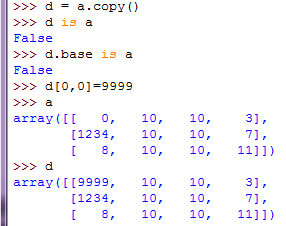 >>> d = a.copy()
>>> d is a
False
>>> d.base is a
False
>>> d[0,0]=9999
>>> a
array([[   0,   10,   10,    3],
       [1234,   10,   10,    7],
       [   8,   10,   10,   11]])
>>> d
array([[9999,   10,   10,    3],
       [1234,   10,   10,    7],
       [   8,   10,   10,   11]])